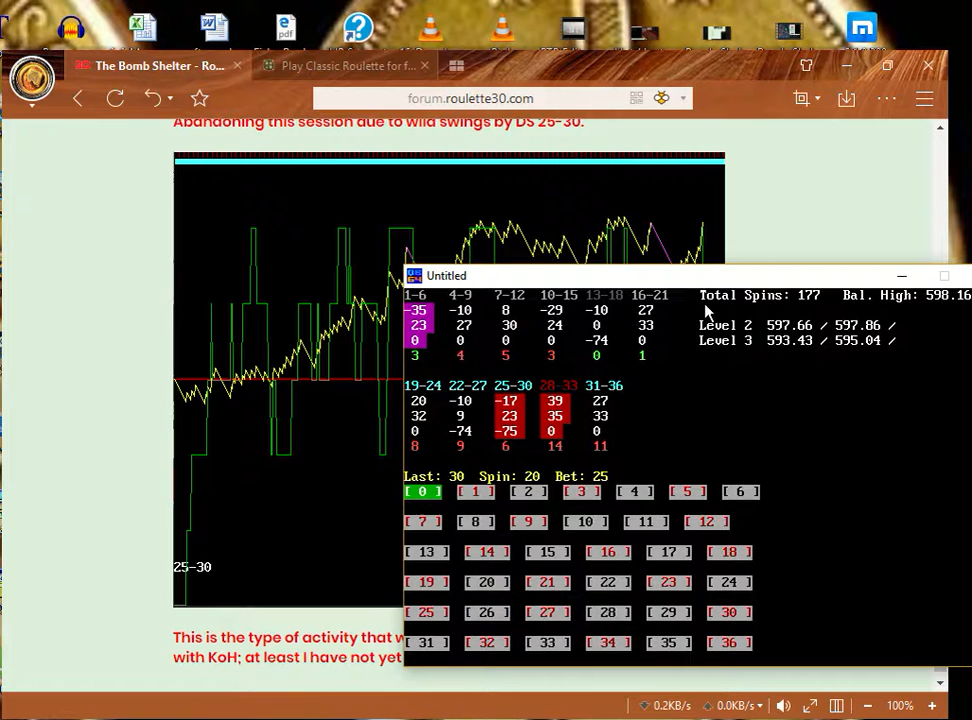 pdf
The Bomb Shelter - Ro...
Play Classic Roulette for f...
forum.roulette30.com
Abandoning this session due to wild swings by DS 25-30.
25-30
This is the type of activity that w
with KoH; at least I have not yet
Untitled
1-6 4-9 7-12 10-15 13-18 16-21 Total Spins: 177 Bal. High: 598.16
-35 -10 8 -29 -10 27
23 27 30 24 0 33 Level 2 597.66 / 597.86 /
0 0 0 0 -74 0 Level 3 593.43 / 595.04 /
3 4 5 3 0 1
19-24 22-27 25-30 28-33 31-36
20 -10 -17 39 27
32 9 23 35 33
0 -74 -75 0 0
8 9 6 14 11
Last: 30 Spin: 20 Bet: 25
[ 0 ] [ 1 ] [ 2 ] [ 3 ] [ 4 ] [ 5 ] [ 6 ]
[ 7 ] [ 8 ] [ 9 ] [ 10 ] [ 11 ] [ 12 ]
[ 13 ] [ 14 ] [ 15 ] [ 16 ] [ 17 ] [ 18 ]
[ 19 ] [ 20 ] [ 21 ] [ 22 ] [ 23 ] [ 24 ]
[ 25 ] [ 26 ] [ 27 ] [ 28 ] [ 29 ] [ 30 ]
[ 31 ] [ 32 ] [ 33 ] [ 34 ] [ 35 ] [ 36 ]
0.2KB/s 0.0KB/s 100%